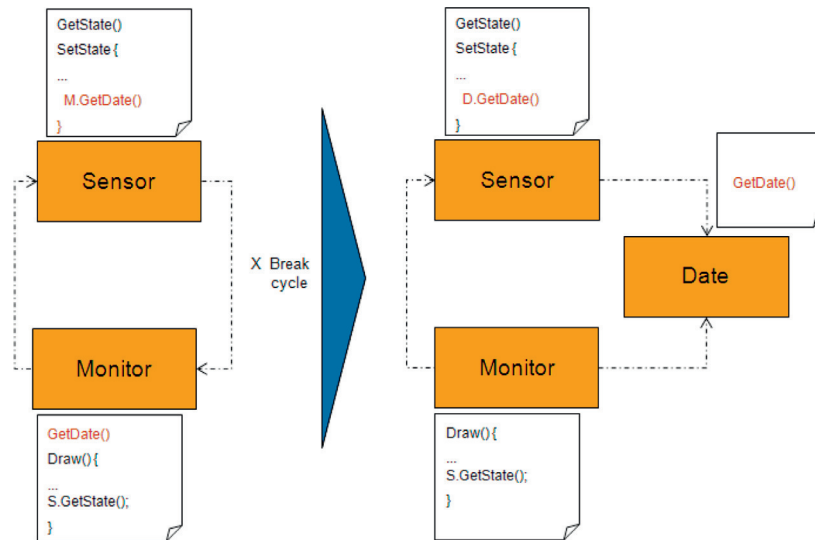 GetState()
SetState {
...
M.GetDate()
}
Sensor
X Break
cycle
Monitor
GetDate()
Draw() {
...
S.GetState();
}
GetState()
SetState {
...
D.GetDate()
}
Sensor
GetDate()
Date
Monitor
Draw() {
...
S.GetState();
}